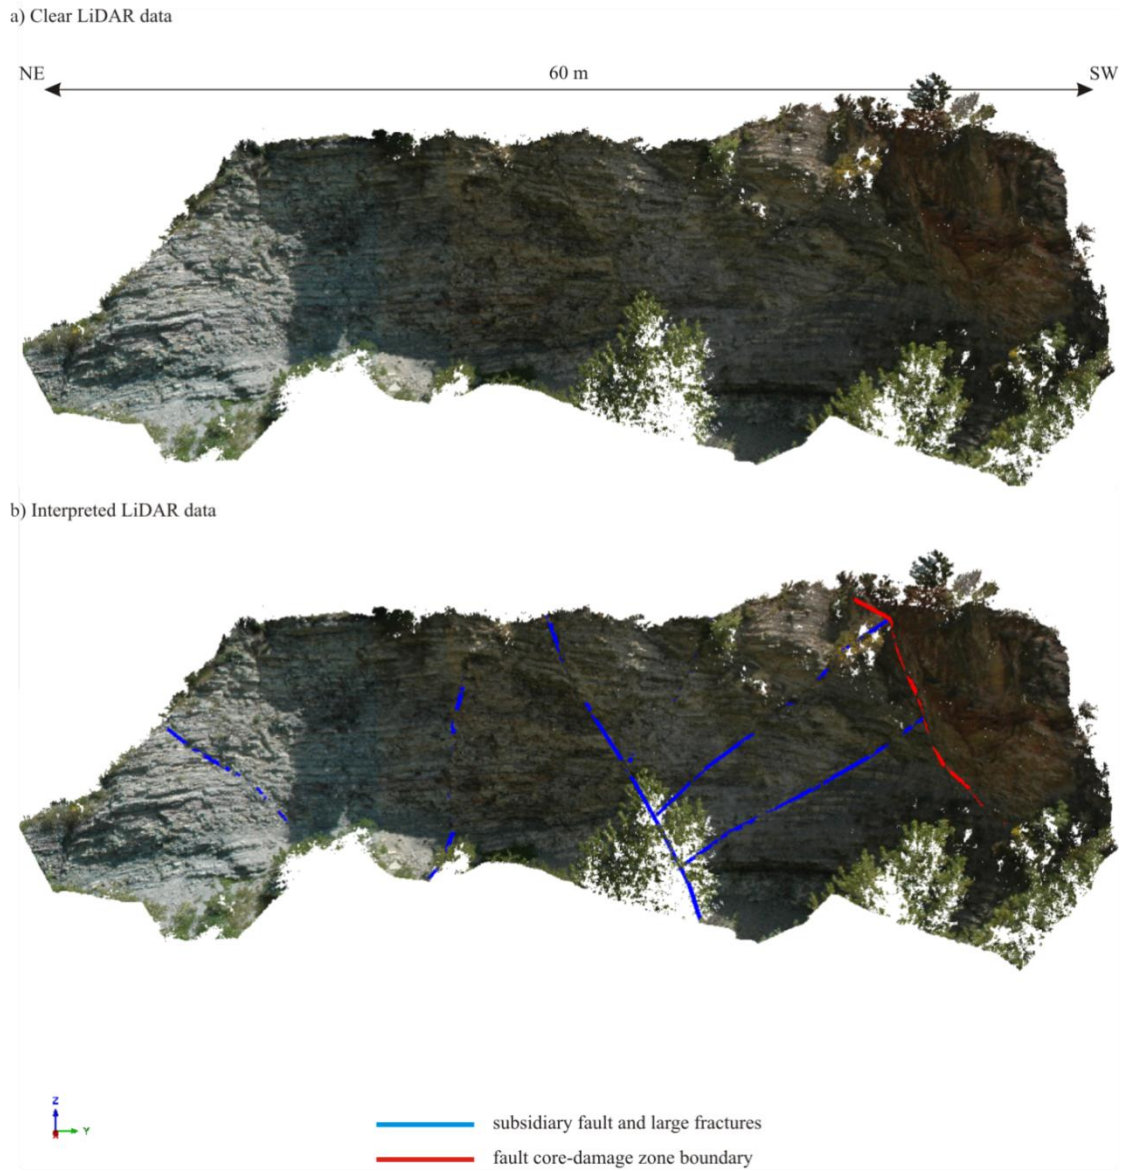 a) Clear LiDAR data
NE 60 m SW
b) Interpreted LiDAR data
Z
Y
subsidiary fault and large fractures
fault core-damage zone boundary